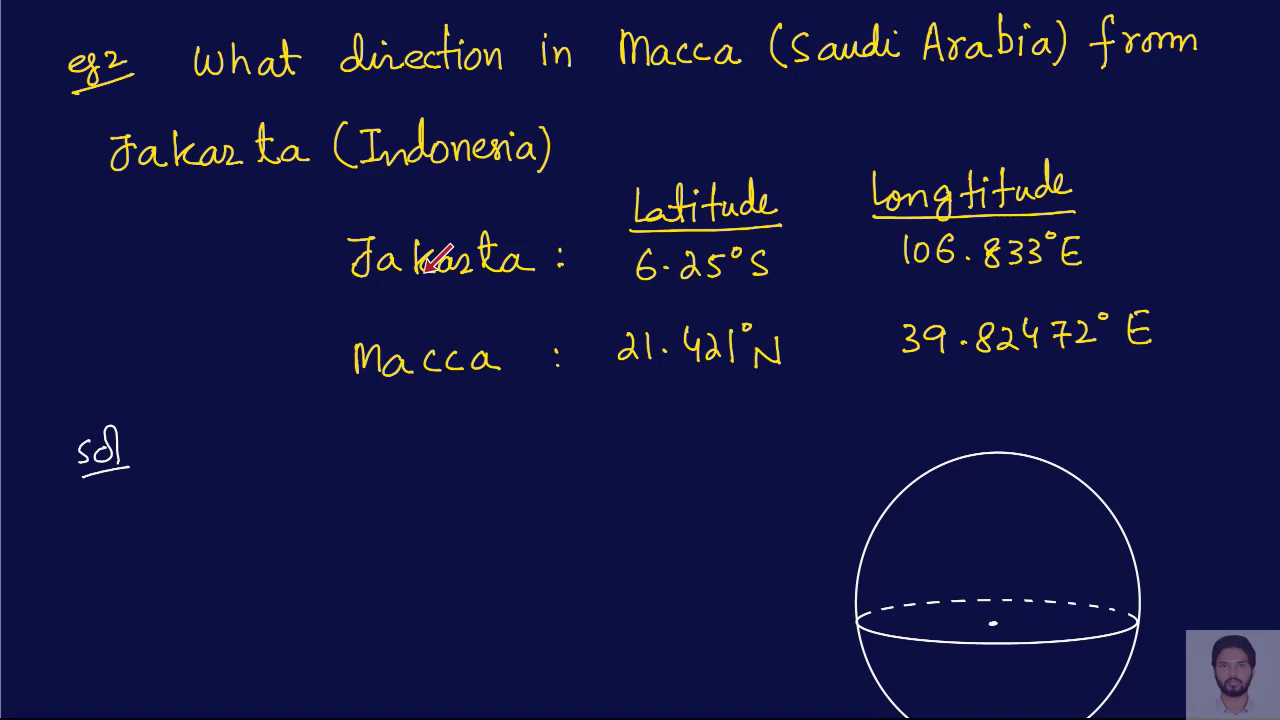 eg2 What direction in Macca (Saudi Arabia) from
Jakarta (Indonesia)
Latitude Longtitude
Jakarta : 6.25°S 106.833°E
Macca : 21.421°N 39.82472°E
sol